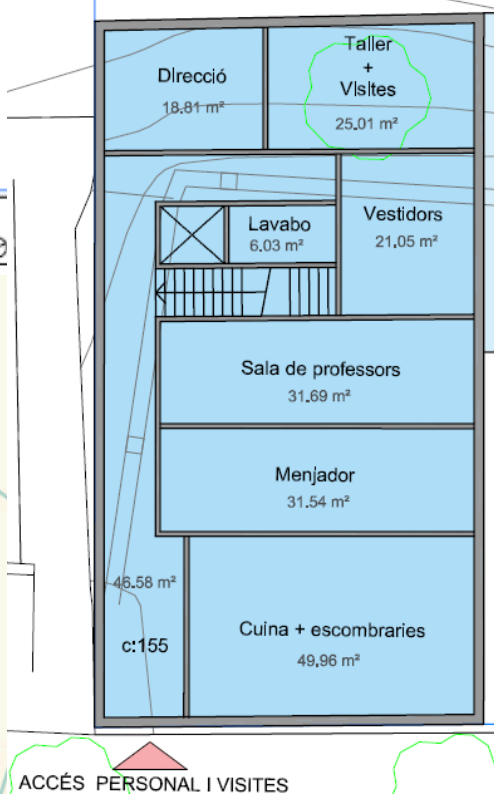 Direcció
18.81 m²
Taller
+
Visites
25.01 m²
Lavabo
6.03 m²
Vestidors
21.05 m²
Sala de professors
31.69 m²
Menjador
31.54 m²
46.58 m²
c:155
Cuina + escombraries
49.96 m²
ACCÉS PERSONAL I VISITES